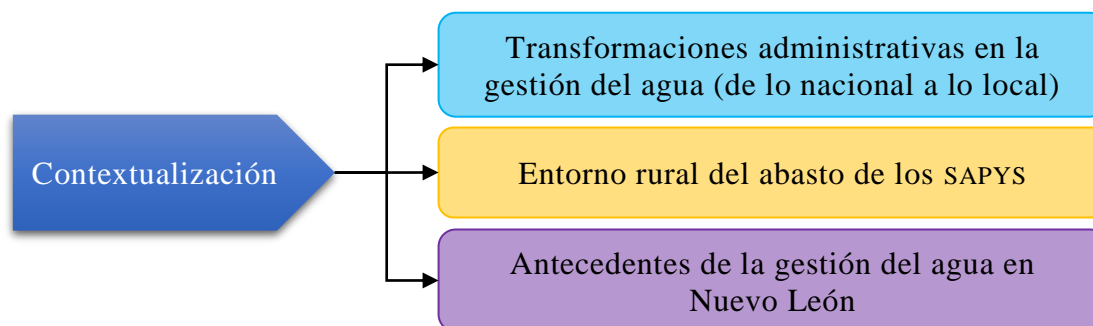 Transformaciones administrativas en la
gestión del agua (de lo nacional a lo local)
Contextualización
Entorno rural del abasto de los SAPYS
Antecedentes de la gestión del agua en
Nuevo León